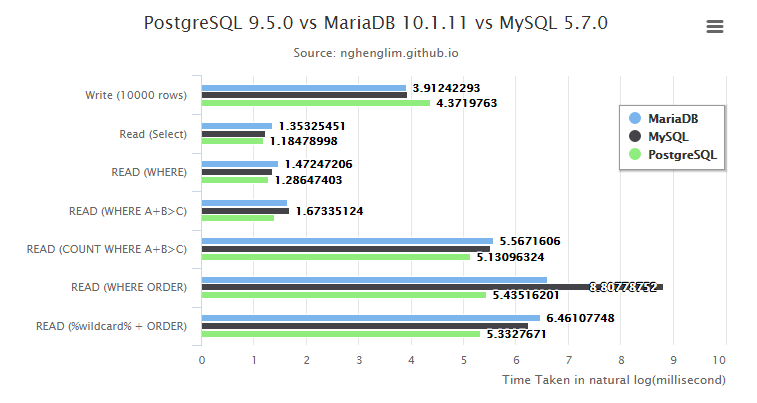 PostgreSQL 9.5.0 vs MariaDB 10.1.11 vs MySQL 5.7.0
Source: nghenglim.github.io
Write (10000 rows)
3.91242293
4.3719763
MariaDB
MySQL
PostgreSQL
Read (Select)
1.35325451
1.18478998
READ (WHERE)
1.47247206
1.28647403
READ (WHERE A+B>C)
1.67335124
READ (COUNT WHERE A+B>C)
5.5671606
5.13096324
READ (WHERE ORDER)
8.80778752
5.43516201
READ (%wildcard% + ORDER)
6.46107748
5.3327671
0 1 2 3 4 5 6 7 8 9 10
Time Taken in natural log(millisecond)